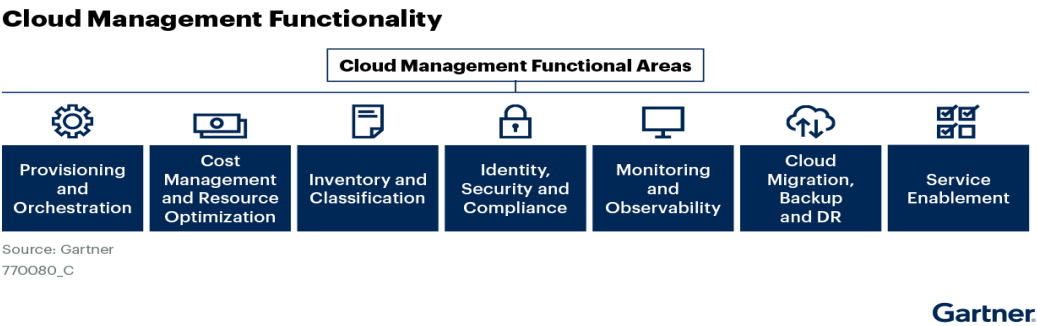 Cloud Management Functionality
Cloud Management Functional Areas
Provisioning
and
Orchestration
Cost
Management
and Resource
Optimization
Inventory and
Classification
Identity,
Security and
Compliance
Monitoring
and
Observability
Cloud
Migration,
Backup
and DR
Service
Enablement
Source: Gartner
770080_C
Gartner